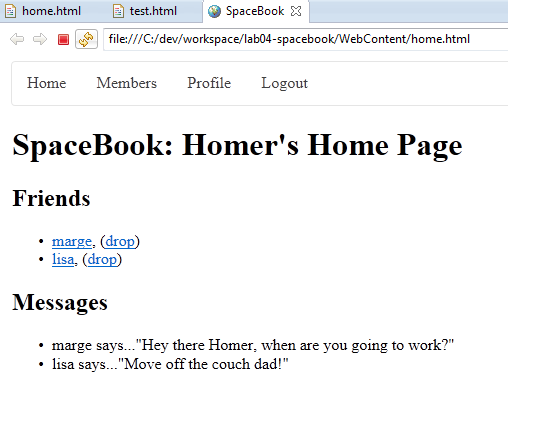 home.html test.html SpaceBook
file:///C:/dev/workspace/lab04-spacebook/WebContent/home.html
Home Members Profile Logout
SpaceBook: Homer's Home Page
Friends
• marge, (drop)
• lisa, (drop)
Messages
• marge says..."Hey there Homer, when are you going to work?"
• lisa says..."Move off the couch dad!"